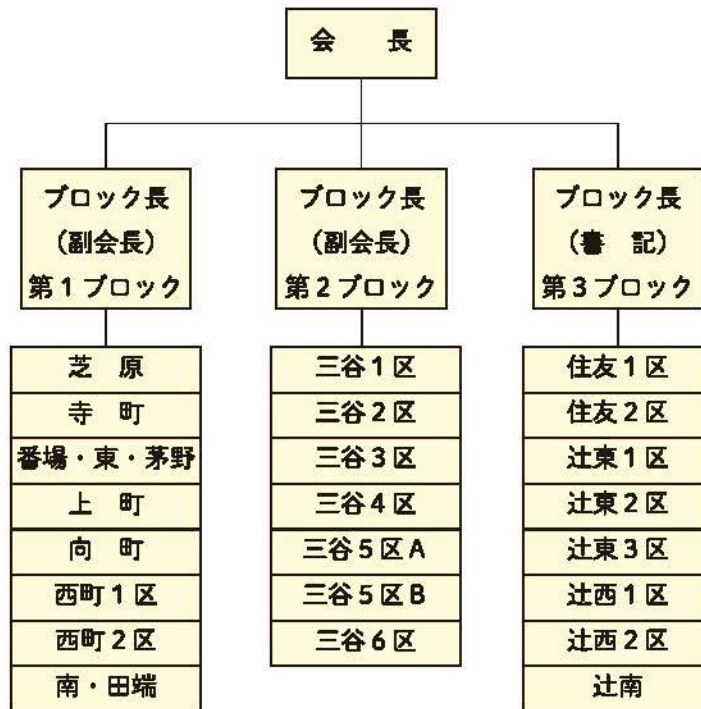 会　長
ブロック長
（副会長）
第１ブロック
芝　原
寺　町
番場・東・茅野
上　町
向　町
西町１区
西町２区
南・田端
ブロック長
（副会長）
第２ブロック
三谷１区
三谷２区
三谷３区
三谷４区
三谷５区Ａ
三谷５区Ｂ
三谷６区
ブロック長
（書　記）
第３ブロック
住友１区
住友２区
辻東１区
辻東２区
辻東３区
辻西１区
辻西２区
辻南